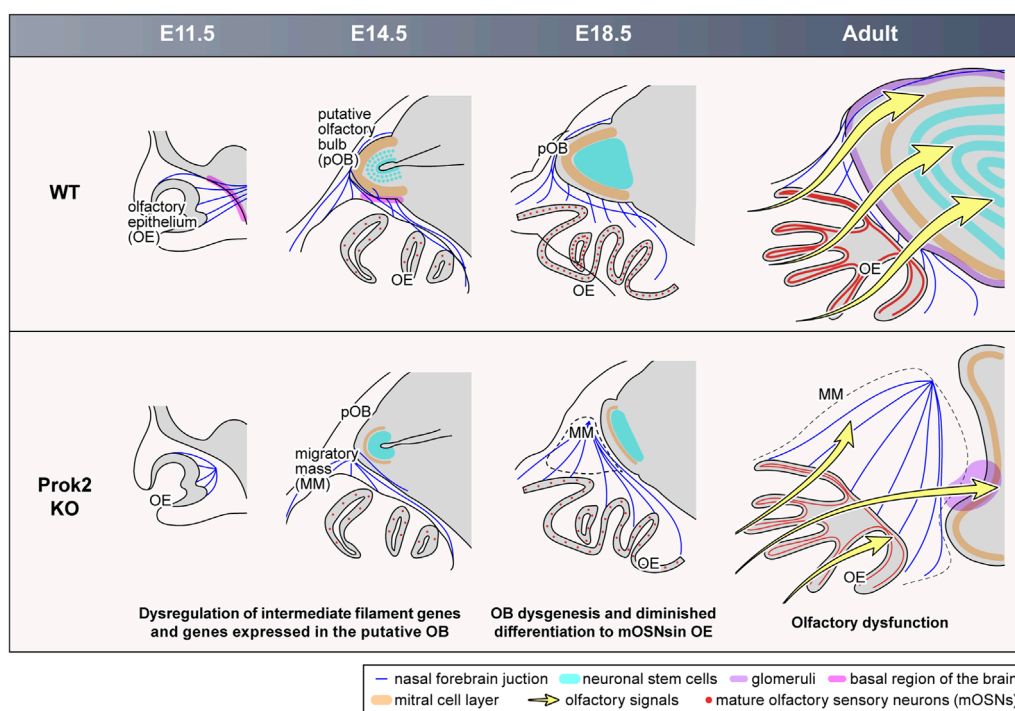 E11.5 E14.5 E18.5 Adult
WT
olfactory
epithelium
(OE)
putative
olfactory
bulb
(pOB)
OE
pOB
OE
OE
Prok2
KO
OE
pOB
migratory
mass
(MM)
MM
OE
MM
OE
Dysregulation of intermediate filament genes
and genes expressed in the putative OB
OB dysgenesis and diminished
differentiation to mOSNsin OE
Olfactory dysfunction
nasal forebrain juction neuronal stem cells glomeruli basal region of the brain
mitral cell layer olfactory signals mature olfactory sensory neurons (mOSNs)